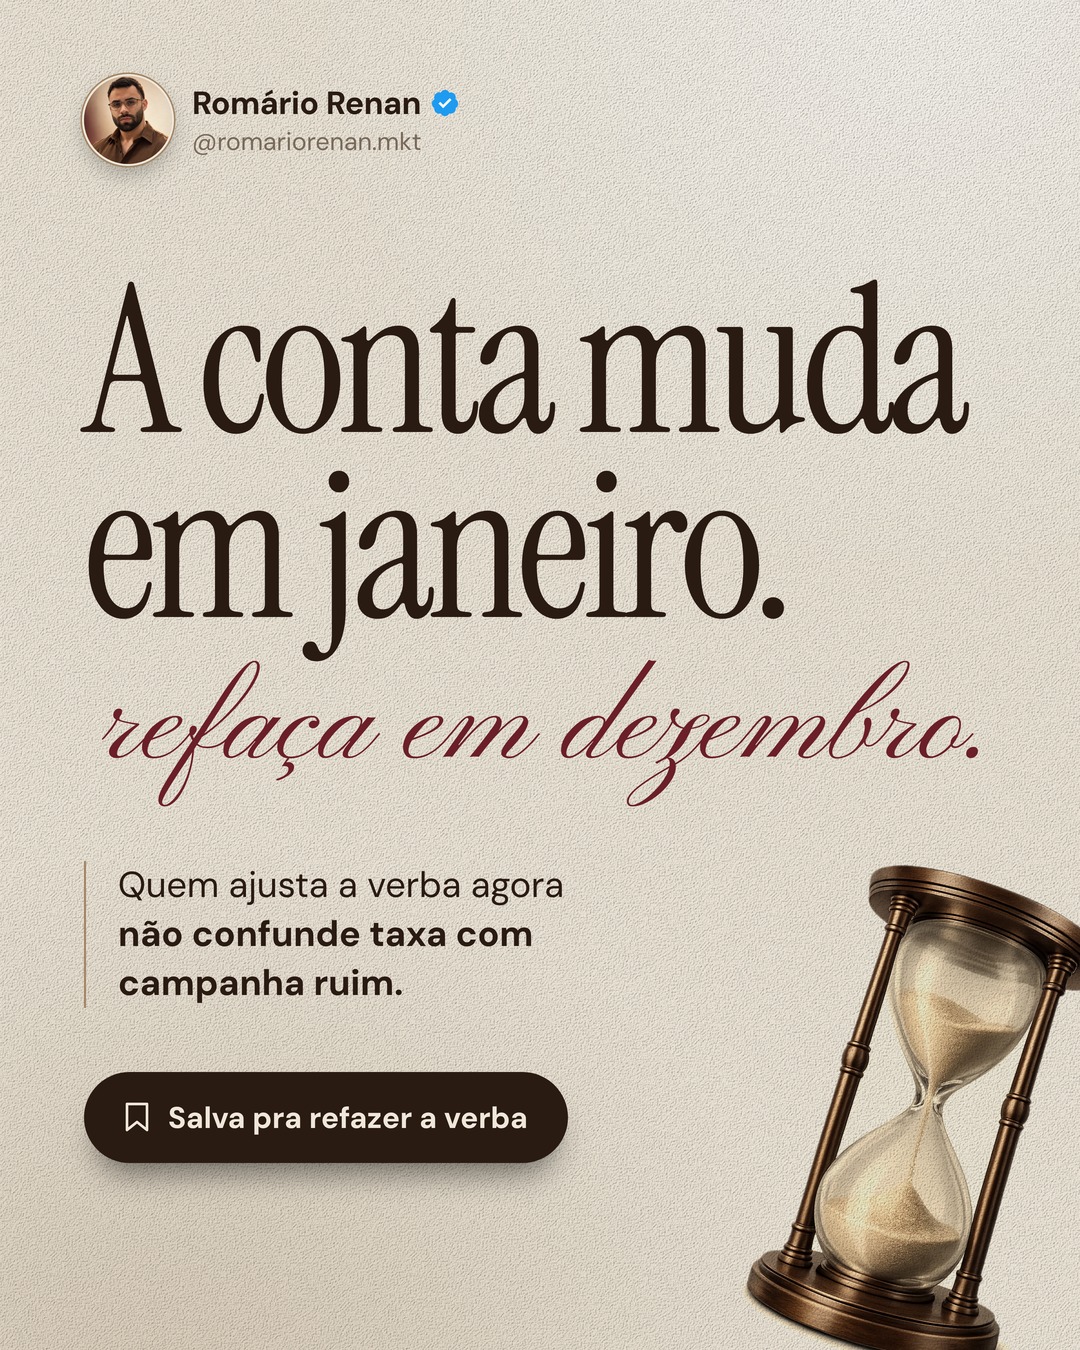 Romário Renan
@romariorenan.mkt
A conta muda
em janeiro.
refaça em dezembro.
Quem ajusta a verba agora
não confunde taxa com
campanha ruim.
Salva pra refazer a verba